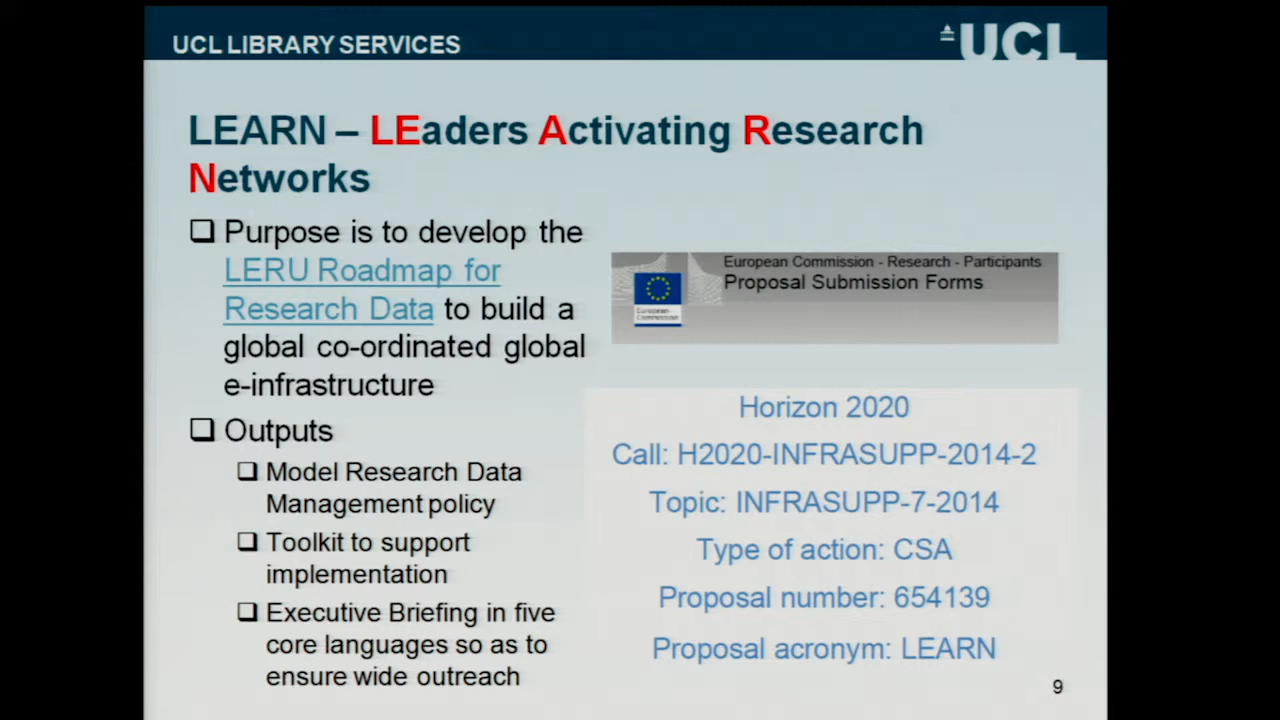 UCL LIBRARY SERVICES
UCL
LEARN – LEaders Activating Research
Networks
Purpose is to develop the
LERU Roadmap for
Research Data to build a
global co-ordinated global
e-infrastructure
Outputs
Model Research Data
Management policy
Toolkit to support
implementation
Executive Briefing in five
core languages so as to
ensure wide outreach
European Commission - Research - Participants
Proposal Submission Forms
European
Commission
Horizon 2020
Call: H2020-INFRASUPP-2014-2
Topic: INFRASUPP-7-2014
Type of action: CSA
Proposal number: 654139
Proposal acronym: LEARN
9